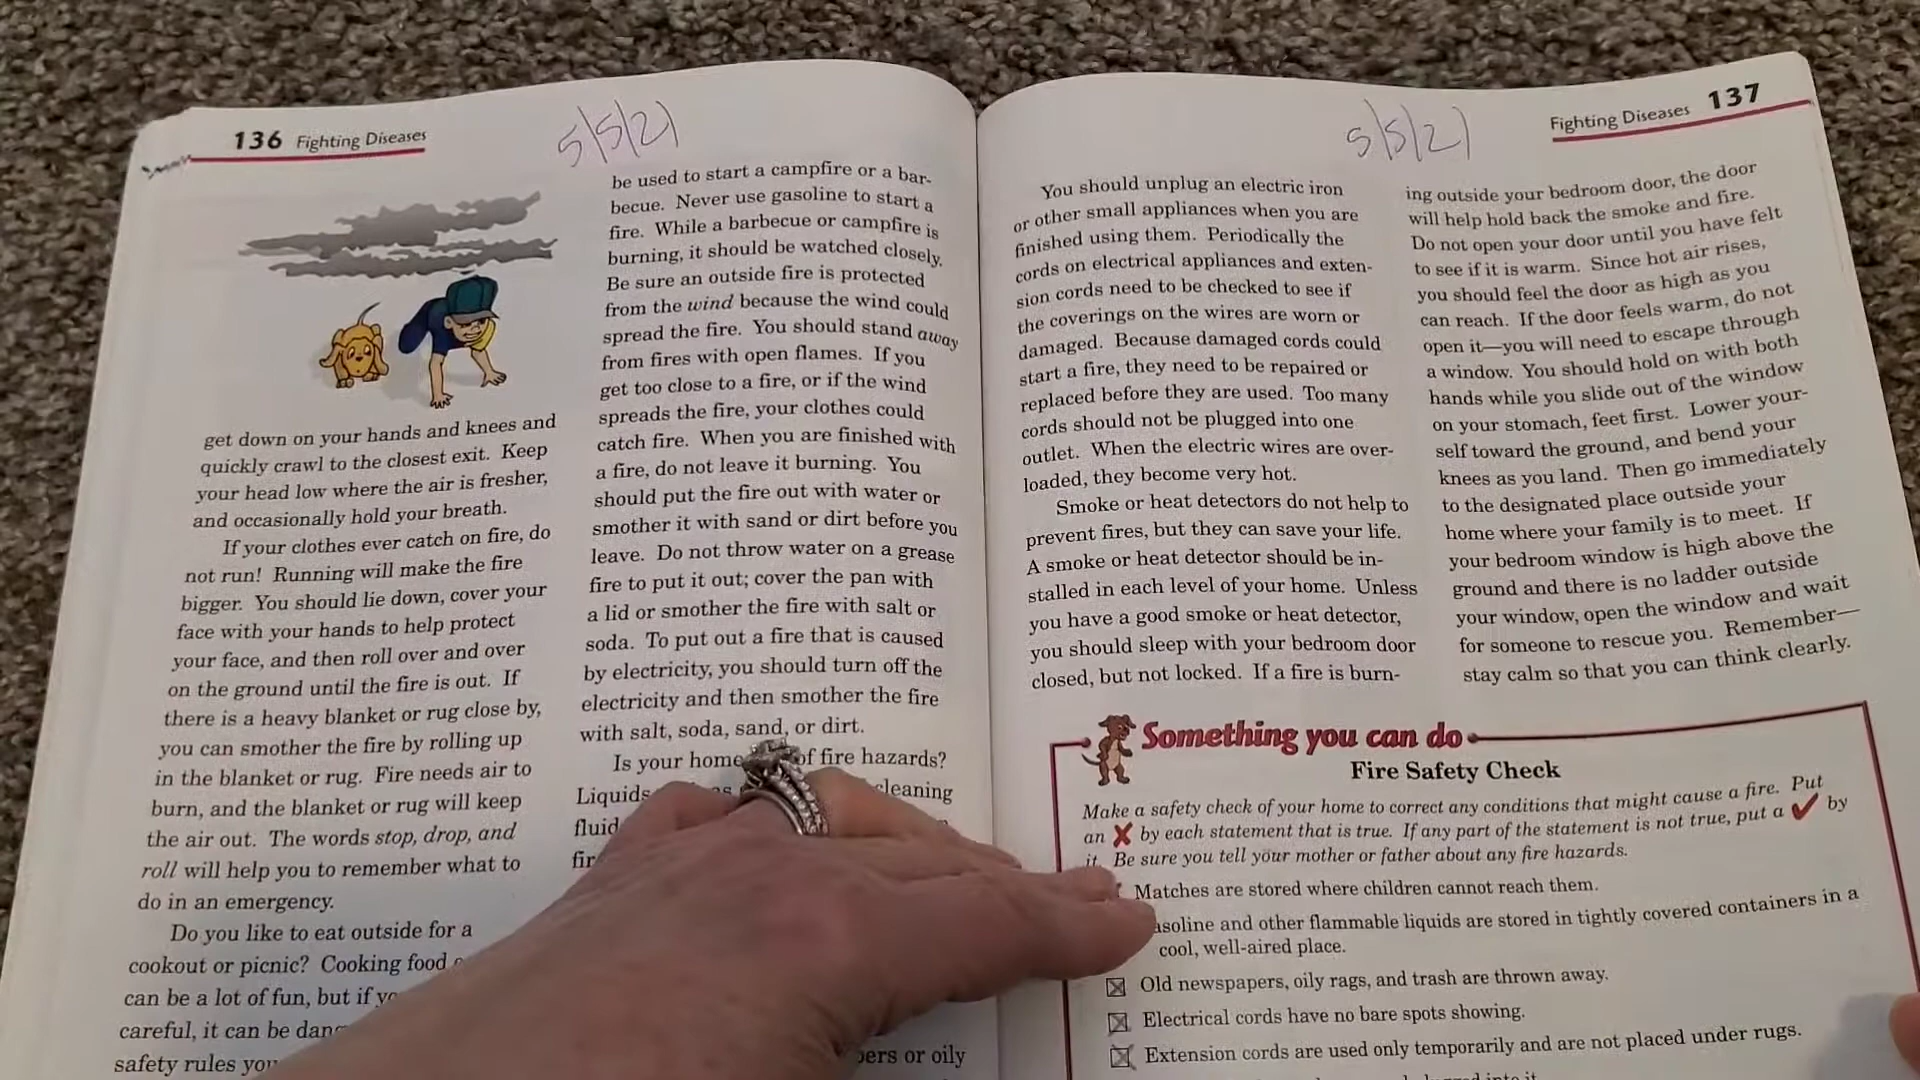 136 Fighting Diseases
5/5/21
get down on your hands and knees and
quickly crawl to the closest exit. Keep
your head low where the air is fresher,
and occasionally hold your breath.
If your clothes ever catch on fire, do
not run! Running will make the fire
bigger. You should lie down, cover your
face with your hands to help protect
your face, and then roll over and over
on the ground until the fire is out. If
there is a heavy blanket or rug close by,
you can smother the fire by rolling up
in the blanket or rug. Fire needs air to
burn, and the blanket or rug will keep
the air out. The words stop, drop, and
roll will help you to remember what to
do in an emergency.
Do you like to eat outside for a
cookout or picnic? Cooking food
can be a lot of fun, but if
careful, it can be
safety rules
be used to start a campfire or a bar-
becue. Never use gasoline to start a
fire. While a barbecue or campfire is
burning, it should be watched closely.
Be sure an outside fire is protected
from the wind because the wind could
spread the fire. You should stand away
from fires with open flames. If you
get too close to a fire, or if the wind
spreads the fire, your clothes could
catch fire. When you are finished with
a fire, do not leave it burning. You
should put the fire out with water or
smother it with sand or dirt before you
leave. Do not throw water on a grease
fire to put it out; cover the pan with
a lid or smother the fire with salt or
soda. To put out a fire that is caused
by electricity, you should turn off the
electricity and then smother the fire
with salt, soda, sand, or dirt.
Is your home of fire hazards?
Liquids cleaning
or oily
Fighting Diseases 137
5/5/21
You should unplug an electric iron
or other small appliances when you are
finished using them. Periodically the
cords on electrical appliances and exten-
sion cords need to be checked to see if
the coverings on the wires are worn or
damaged. Because damaged cords could
start a fire, they need to be repaired or
replaced before they are used. Too many
cords should not be plugged into one
outlet. When the electric wires are over-
loaded, they become very hot.
Smoke or heat detectors do not help to
prevent fires, but they can save your life.
A smoke or heat detector should be in-
stalled in each level of your home. Unless
you have a good smoke or heat detector,
you should sleep with your bedroom door
closed, but not locked. If a fire is burn-
ing outside your bedroom door, the door
will help hold back the smoke and fire.
Do not open your door until you have felt
to see if it is warm. Since hot air rises,
you should feel the door as high as you
can reach. If the door feels warm, do not
open it—you will need to escape through
a window. You should hold on with both
hands while you slide out of the window
on your stomach, feet first. Lower your-
self toward the ground, and bend your
knees as you land. Then go immediately
to the designated place outside your
home where your family is to meet. If
your bedroom window is high above the
ground and there is no ladder outside
your window, open the window and wait
for someone to rescue you. Remember—
stay calm so that you can think clearly.
Something you can do
Fire Safety Check
Make a safety check of your home to correct any conditions that might cause a fire. Put
an ✗ by each statement that is true. If any part of the statement is not true, put a ✓ by
it. Be sure you tell your mother or father about any fire hazards.
Matches are stored where children cannot reach them.
and other flammable liquids are stored in tightly covered containers in a
cool, well-aired place.
☒ Old newspapers, oily rags, and trash are thrown away.
☒ Electrical cords have no bare spots showing.
☒ Extension cords are used only temporarily and are not placed under rugs.